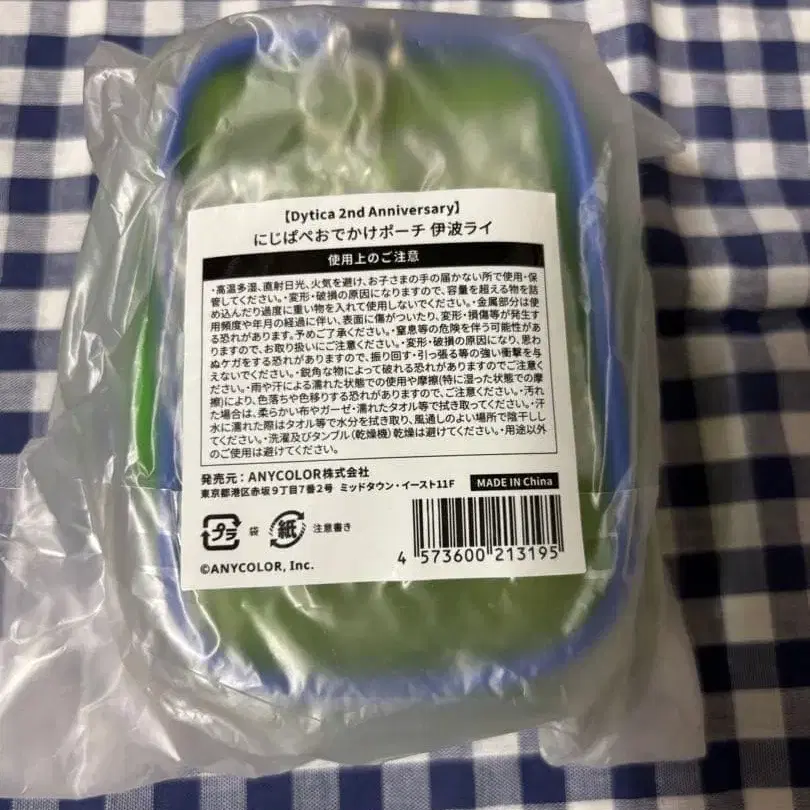 【Dytica 2nd Anniversary】
にじぱぺおでかけポーチ 伊波ライ
使用上のご注意
・高温多湿、直射日光、火気を避け、お子さまの手の届かない所で使用・保
管してください。・変形・破損の原因になりますので、容量を超える物を詰
め込んだり過度に重い物を入れて使用しないでください。・金属部分は使
用頻度や年月の経過に伴い、表面に傷がついたり、変形・損傷等が発生す
る恐れがあります。予めご了承ください。・窒息等の危険を伴う可能性があ
りますので、お取り扱いにご注意ください。・変形・破損の原因になり、思わ
ぬケガをする恐れがありますので、振り回す・引っ張る等の強い衝撃を与
えないでください。・鋭角な物によって破れる恐れがありますのでご注意くだ
さい。・雨や汗による濡れた状態での使用や摩擦(特に湿った状態での摩
擦)により、色落ちや色移りする恐れがありますので、ご注意ください。・汚れ
た場合は、柔らかい布やガーゼ・濡れたタオル等で拭き取ってください。・汗や
水に濡れた際はタオル等で水分を拭き取り、風通しのよい場所で陰干しし
てください。・洗濯及びタンブル(乾燥機)乾燥は避けてください。・用途以外
のご使用は避けてください。
発売元：ANYCOLOR株式会社
東京都港区赤坂9丁目7番2号 ミッドタウン・イースト11F
MADE IN China
プラ 袋 紙 注意書き
4 573600 213195
©ANYCOLOR, Inc.